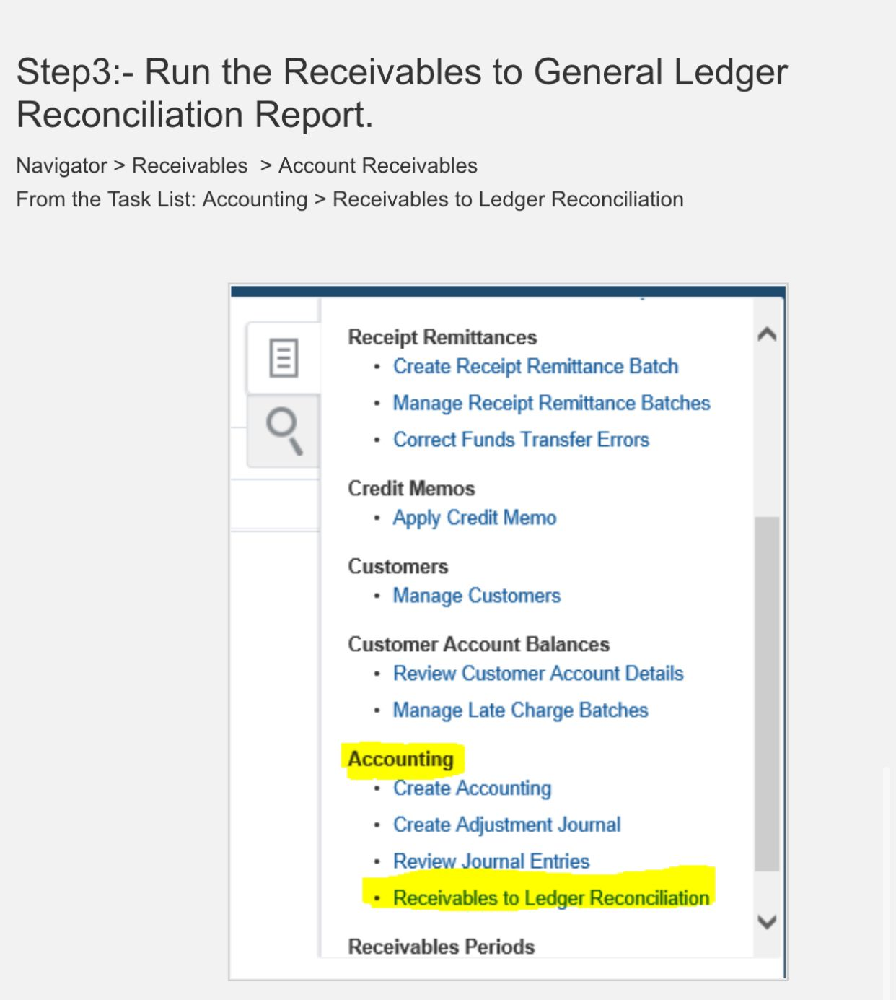 Step3:- Run the Receivables to General Ledger
Reconciliation Report.
Navigator > Receivables  > Account Receivables
From the Task List: Accounting > Receivables to Ledger Reconciliation
Receipt Remittances
• Create Receipt Remittance Batch
• Manage Receipt Remittance Batches
• Correct Funds Transfer Errors
Credit Memos
• Apply Credit Memo
Customers
• Manage Customers
Customer Account Balances
• Review Customer Account Details
• Manage Late Charge Batches
Accounting
• Create Accounting
• Create Adjustment Journal
• Review Journal Entries
• Receivables to Ledger Reconciliation
Receivables Periods